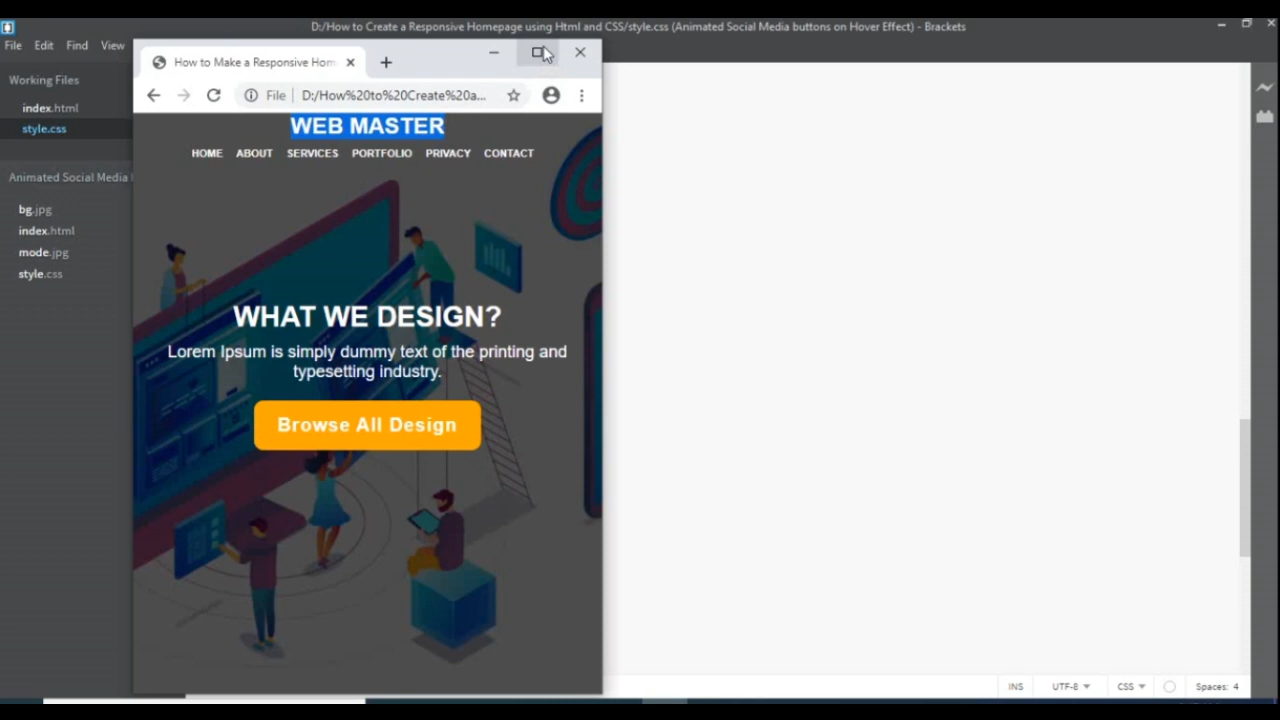 D:/How to Create a Responsive Homepage using Html and CSS/style.css (Animated Social Media buttons on Hover Effect) - Brackets
File Edit Find View
How to Make a Responsive Hom
File D:/How%20to%20Create%20a...
Working Files
index.html
style.css
Animated Social Media
bg.jpg
index.html
mode.jpg
style.css
WEB MASTER
HOME ABOUT SERVICES PORTFOLIO PRIVACY CONTACT
WHAT WE DESIGN?
Lorem Ipsum is simply dummy text of the printing and
typesetting industry.
Browse All Design
INS UTF-8 CSS Spaces: 4